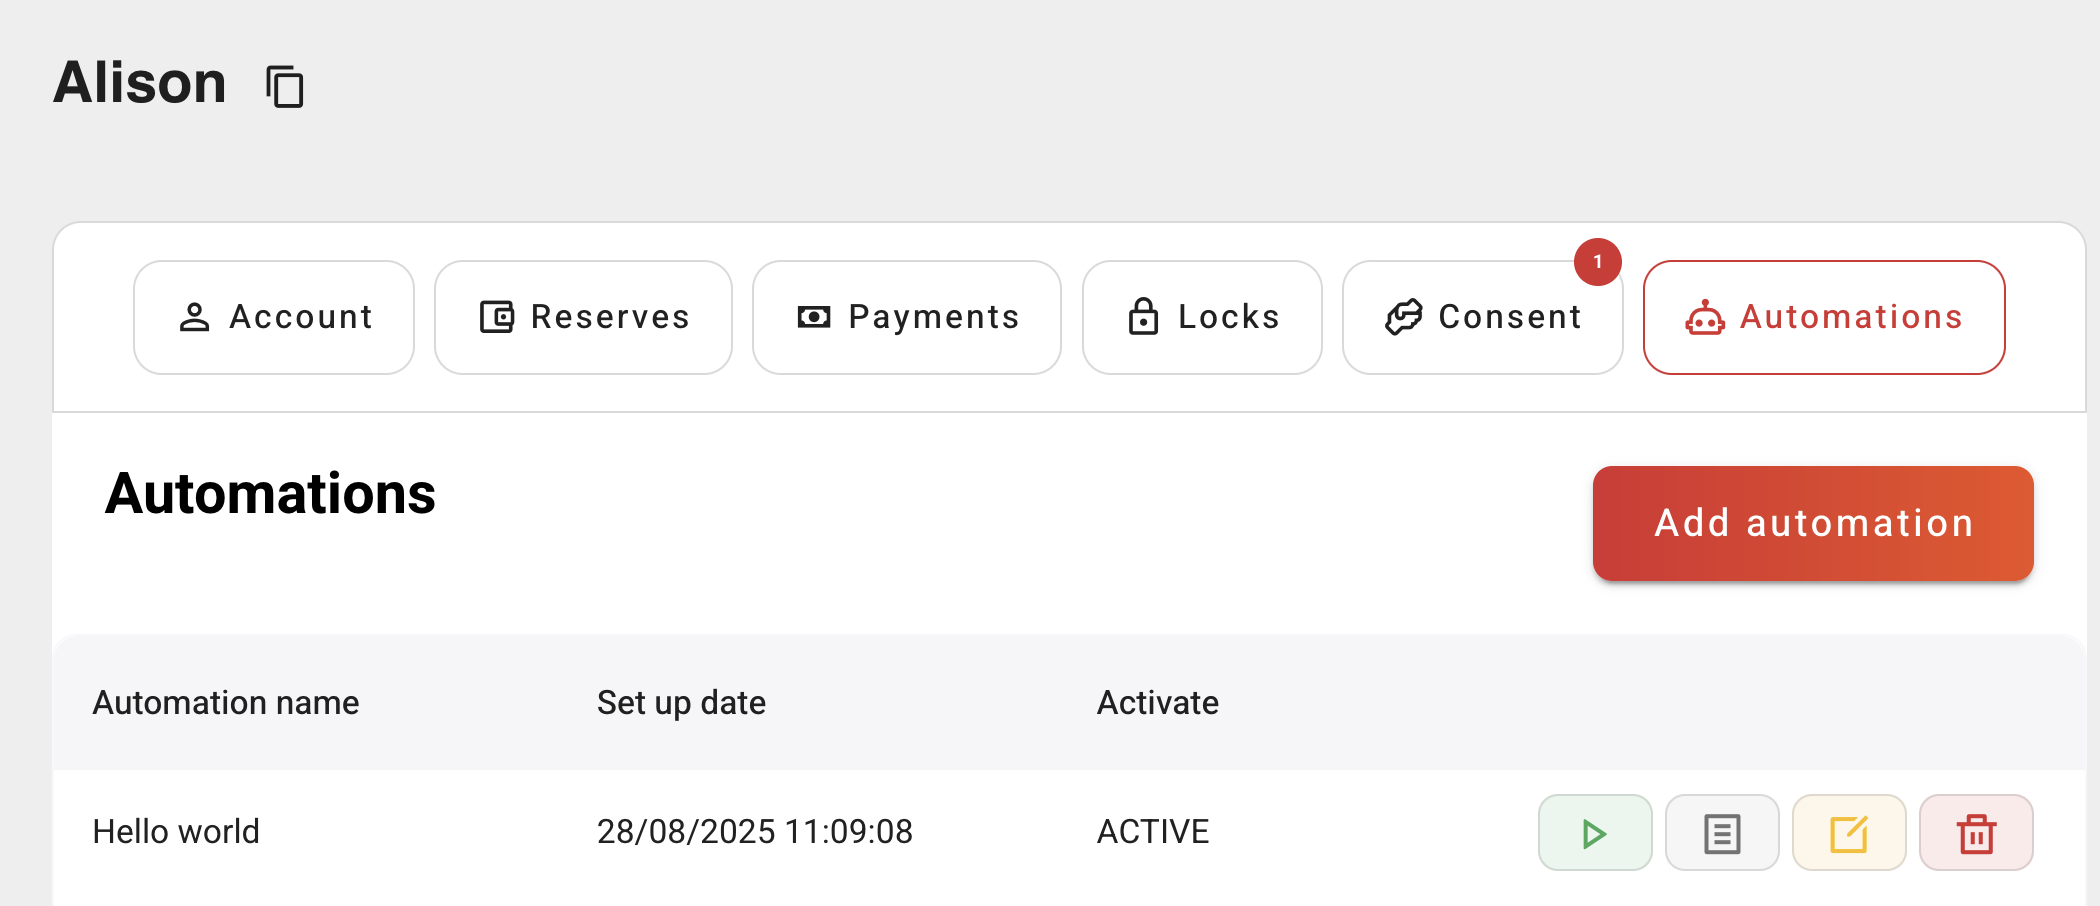 Alison
1
Account Reserves Payments Locks Consent Automations
Automations
Add automation
Automation name Set up date Activate
Hello world 28/08/2025 11:09:08 ACTIVE